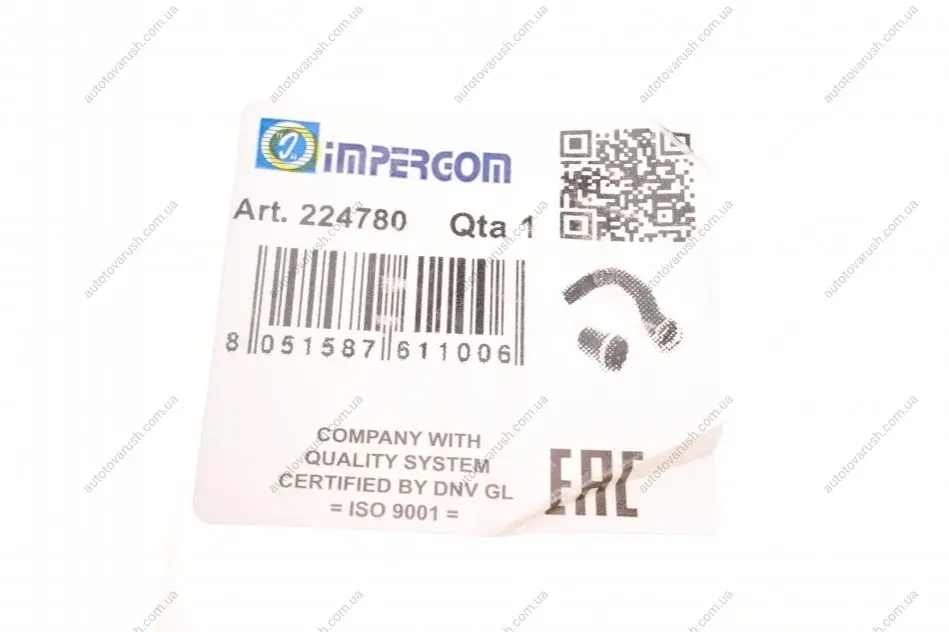 iMPERGOM
Art. 224780 Qta 1
8 051587 611006
COMPANY WITH
QUALITY SYSTEM
CERTIFIED BY DNV GL
= ISO 9001 =
EAC
autotovarush.com.ua